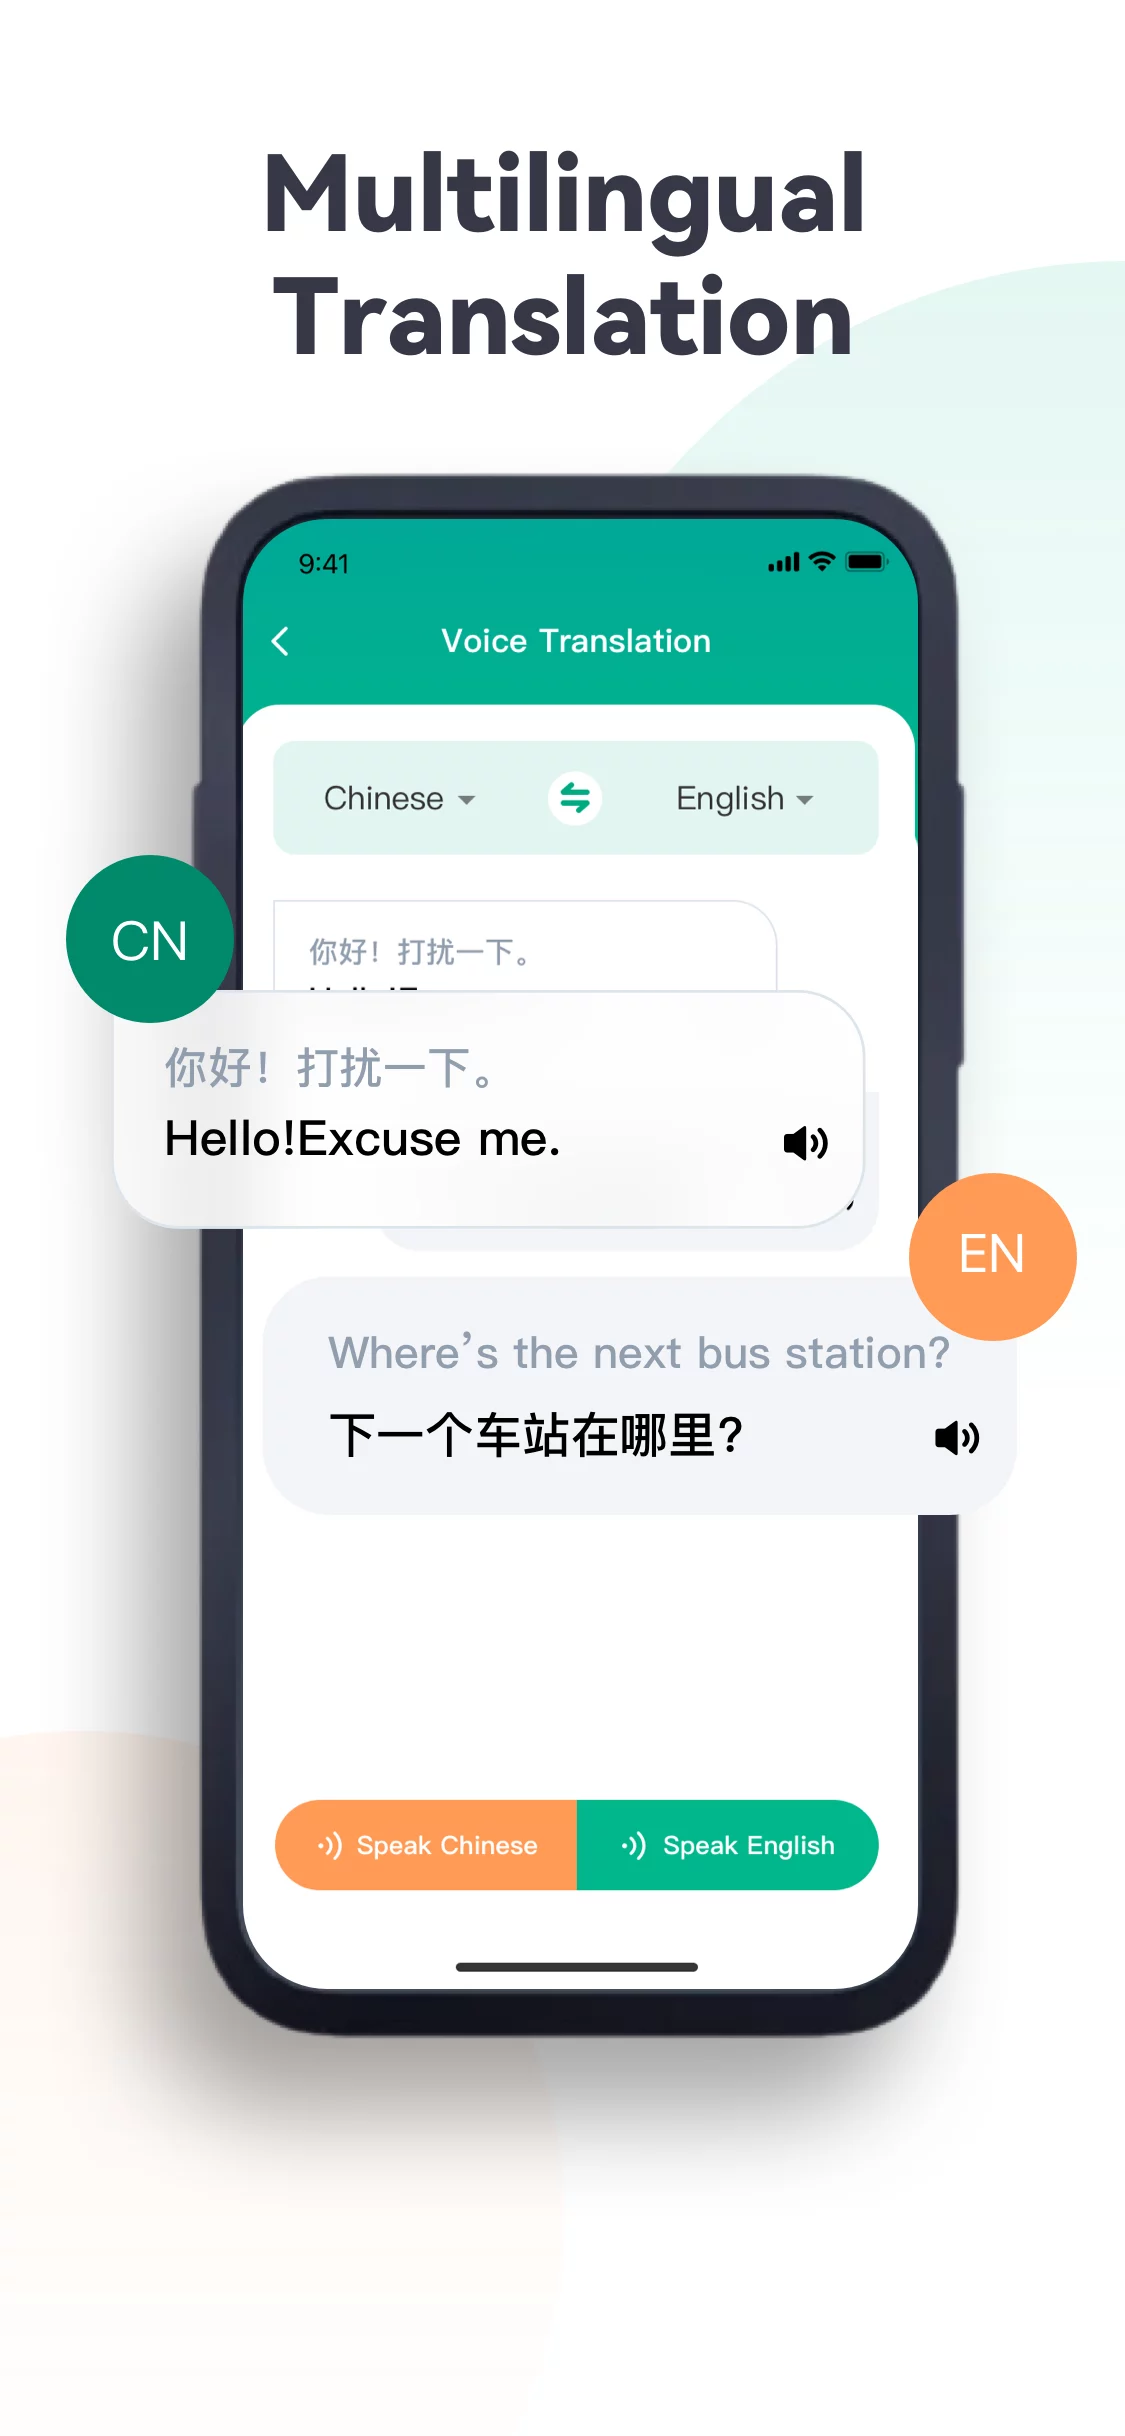 Multilingual
Translation
9:41
Voice Translation
Chinese
English
CN
你好！打扰一下。
你好！打扰一下。
Hello!Excuse me.
EN
Where’s the next bus station?
下一个车站在哪里？
Speak Chinese
Speak English